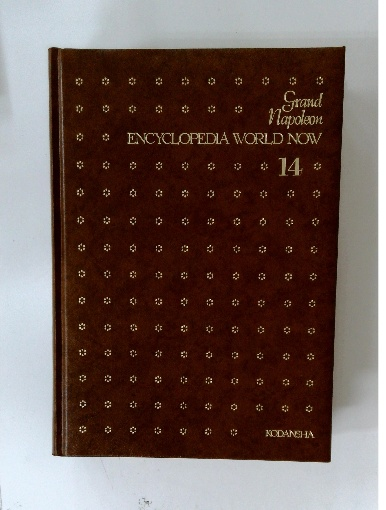 Grand
Napoleon
ENCYCLOPEDIA WORLD NOW
14
KODANSHA